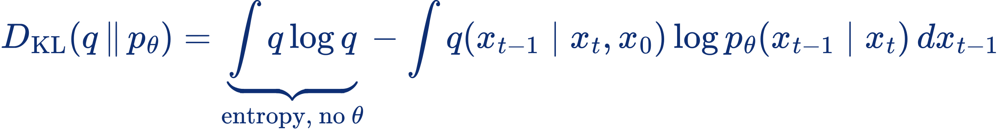 D_KL(q ∥ p_θ) = ∫ q log q − ∫ q(x_{t−1} | x_t, x_0) log p_θ(x_{t−1} | x_t) dx_{t−1}
entropy, no θ